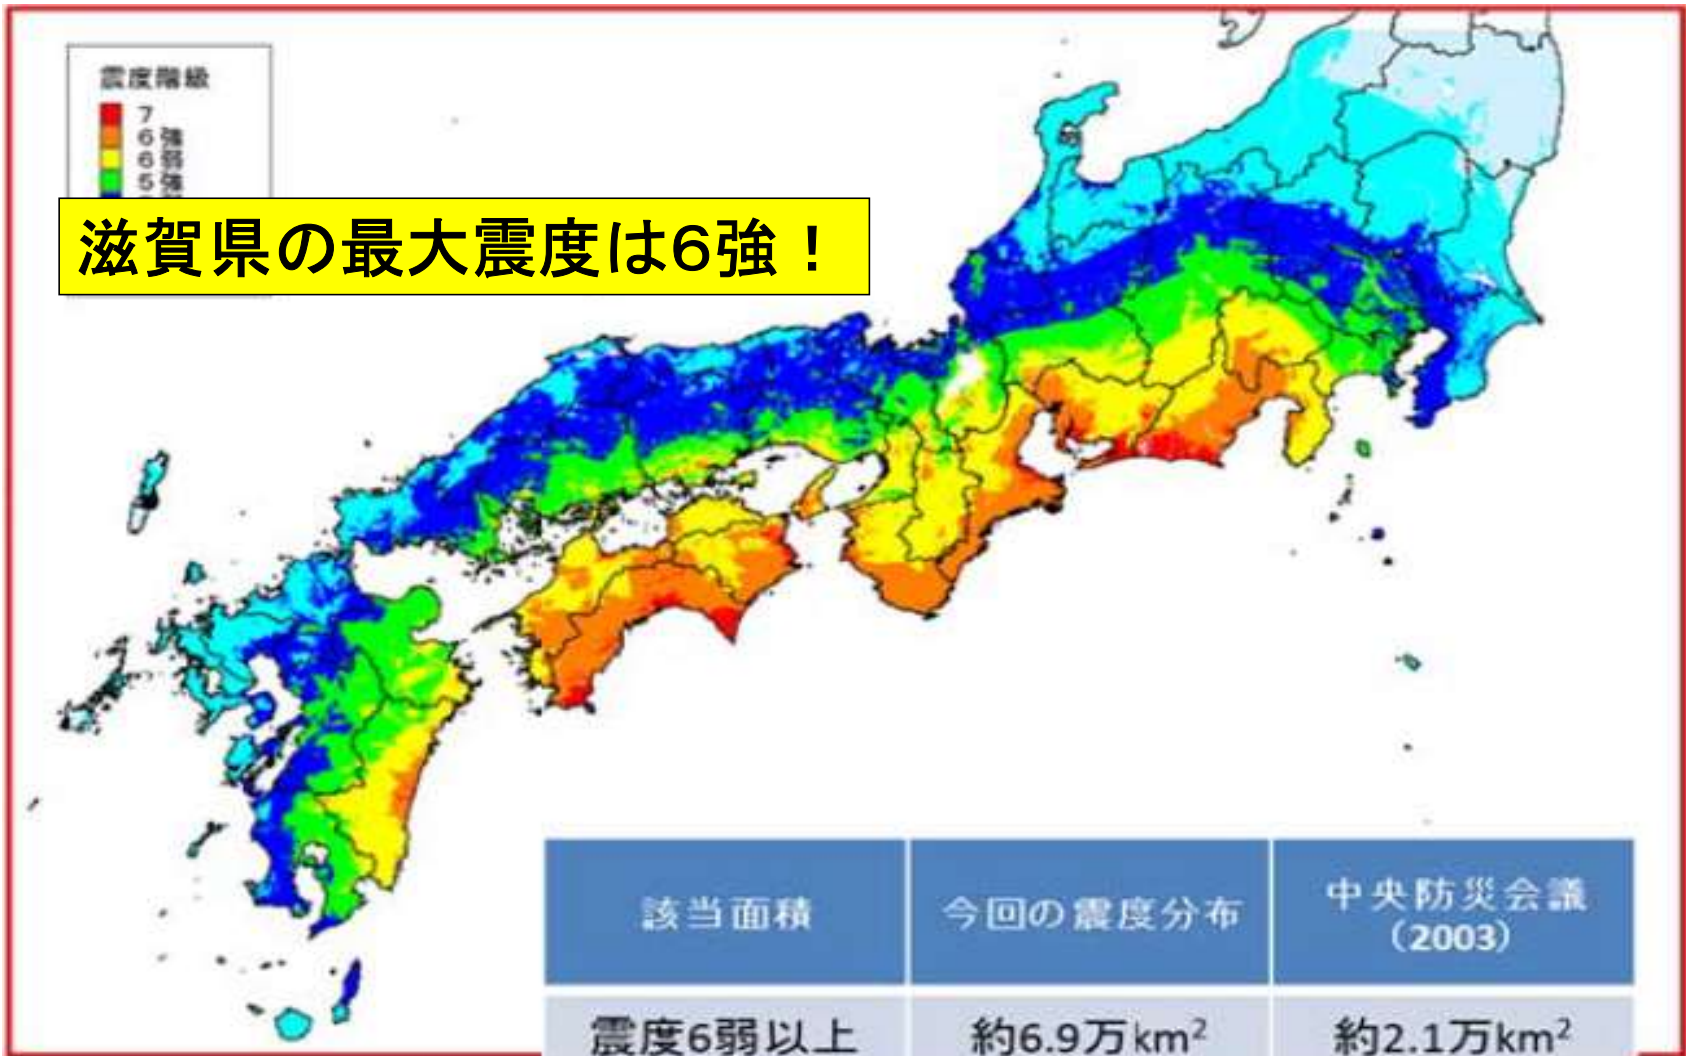 震度階級
7
6強
6弱
5強
滋賀県の最大震度は6強！
該当面積
今回の震度分布
中央防災会議
（2003）
震度6弱以上
約6.9万km²
約2.1万km²